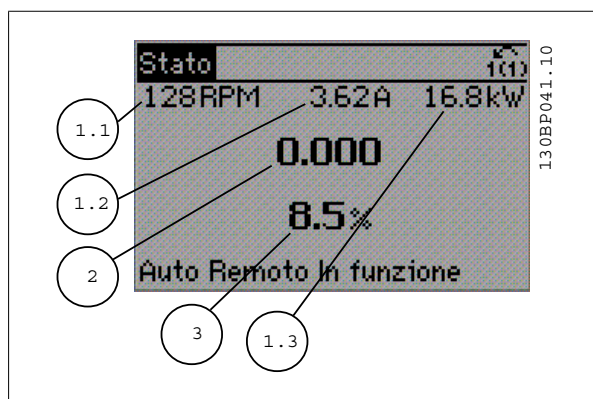 Stato 1(1)
128RPM 3.62A 16.8kW
0.000
8.5%
Auto Remoto In funzione
1.1
1.2
2
3
1.3
130BP041.10